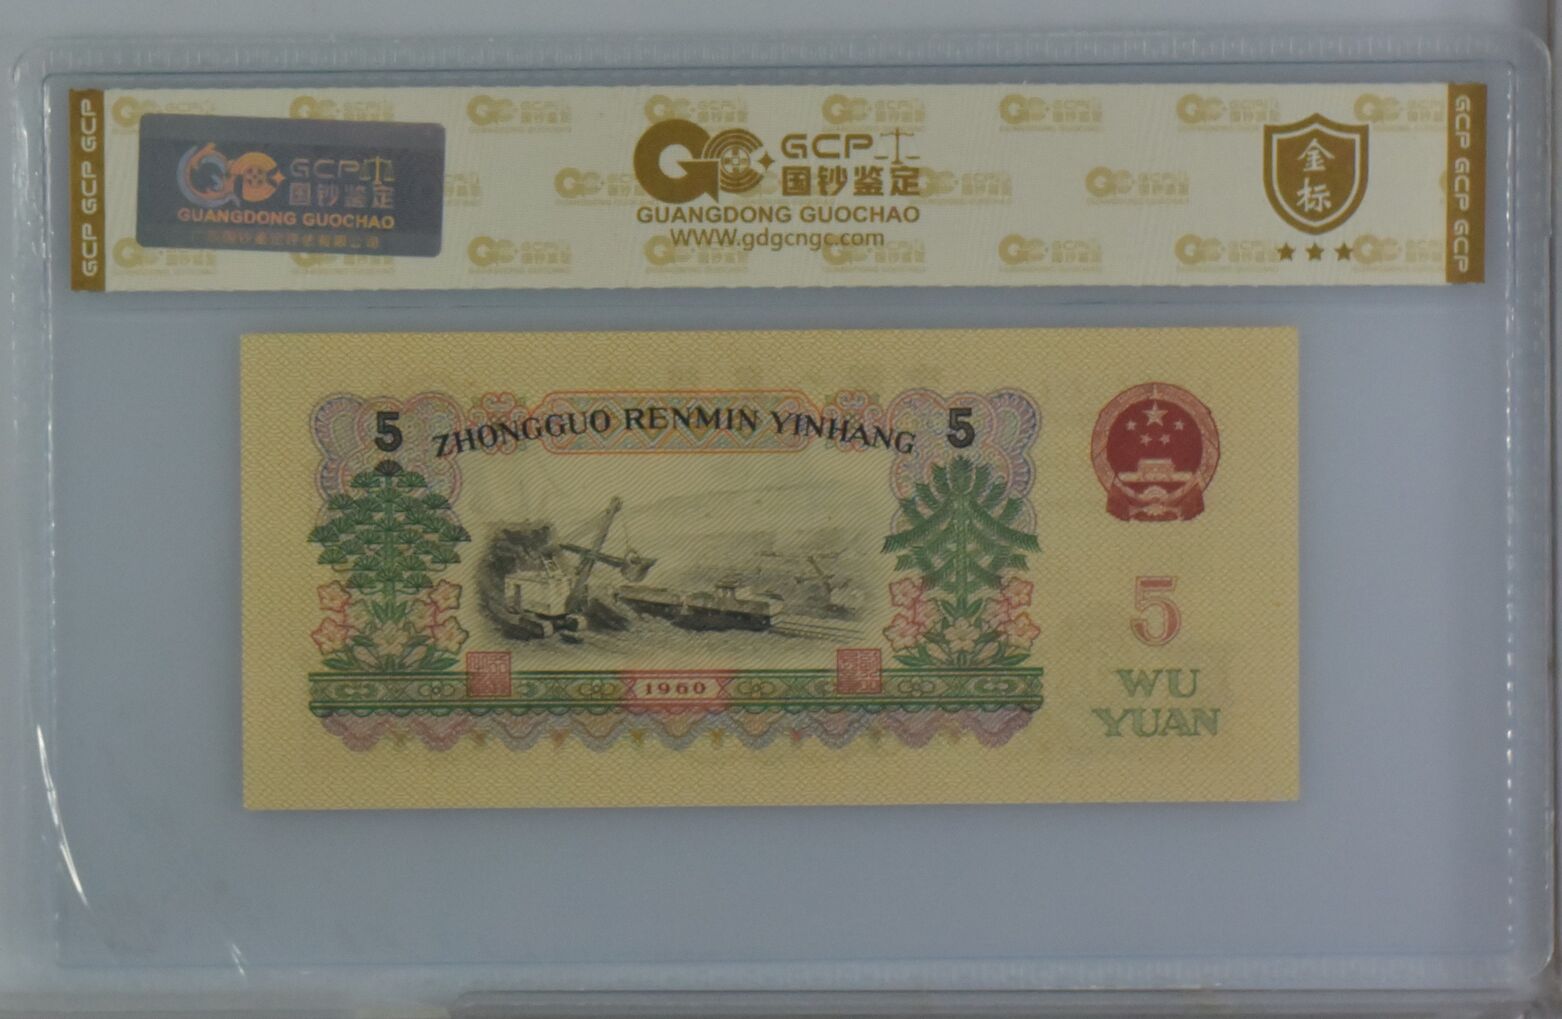 GCP GCP GCP
GCP
国钞鉴定
GUANGDONG GUOCHAO
GCP
国钞鉴定
GUANGDONG GUOCHAO
WWW.gdgcngc.com
金标
GCP GCP GCP
5
ZHONGGUO RENMIN YINHANG
5
1960
5
WU
YUAN